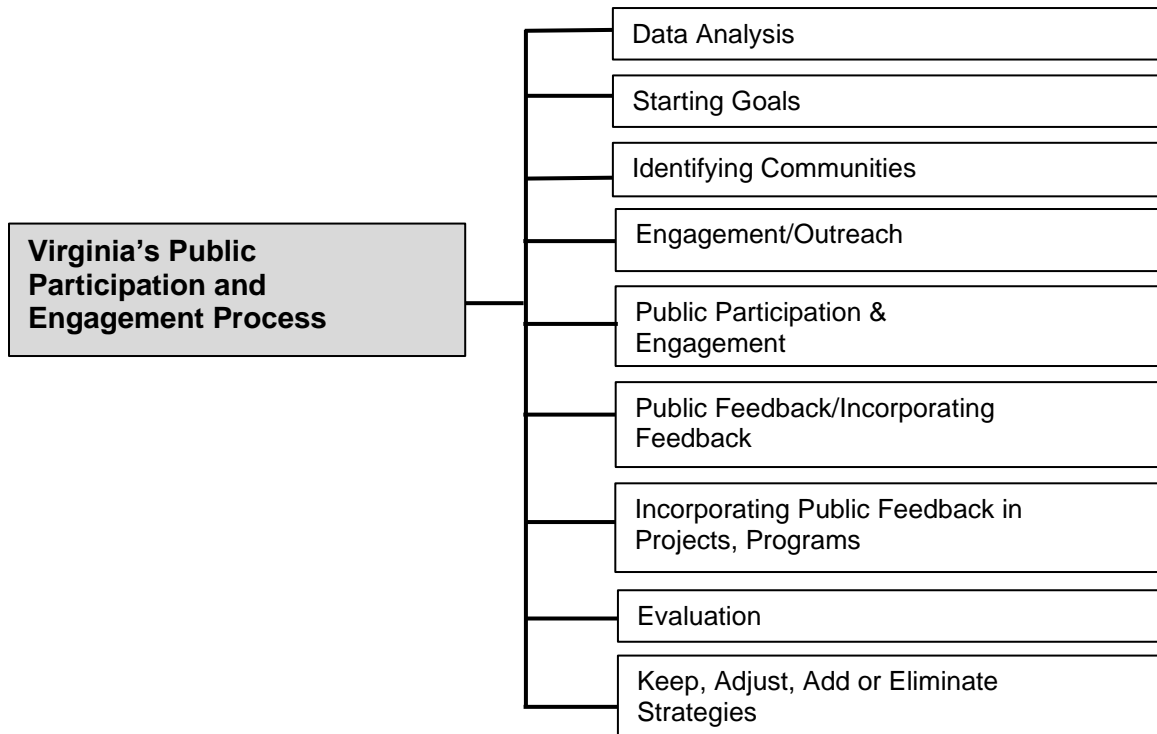 Data Analysis
Starting Goals
Identifying Communities
Virginia’s Public
Participation and
Engagement Process
Engagement/Outreach
Public Participation &
Engagement
Public Feedback/Incorporating
Feedback
Incorporating Public Feedback in
Projects, Programs
Evaluation
Keep, Adjust, Add or Eliminate
Strategies